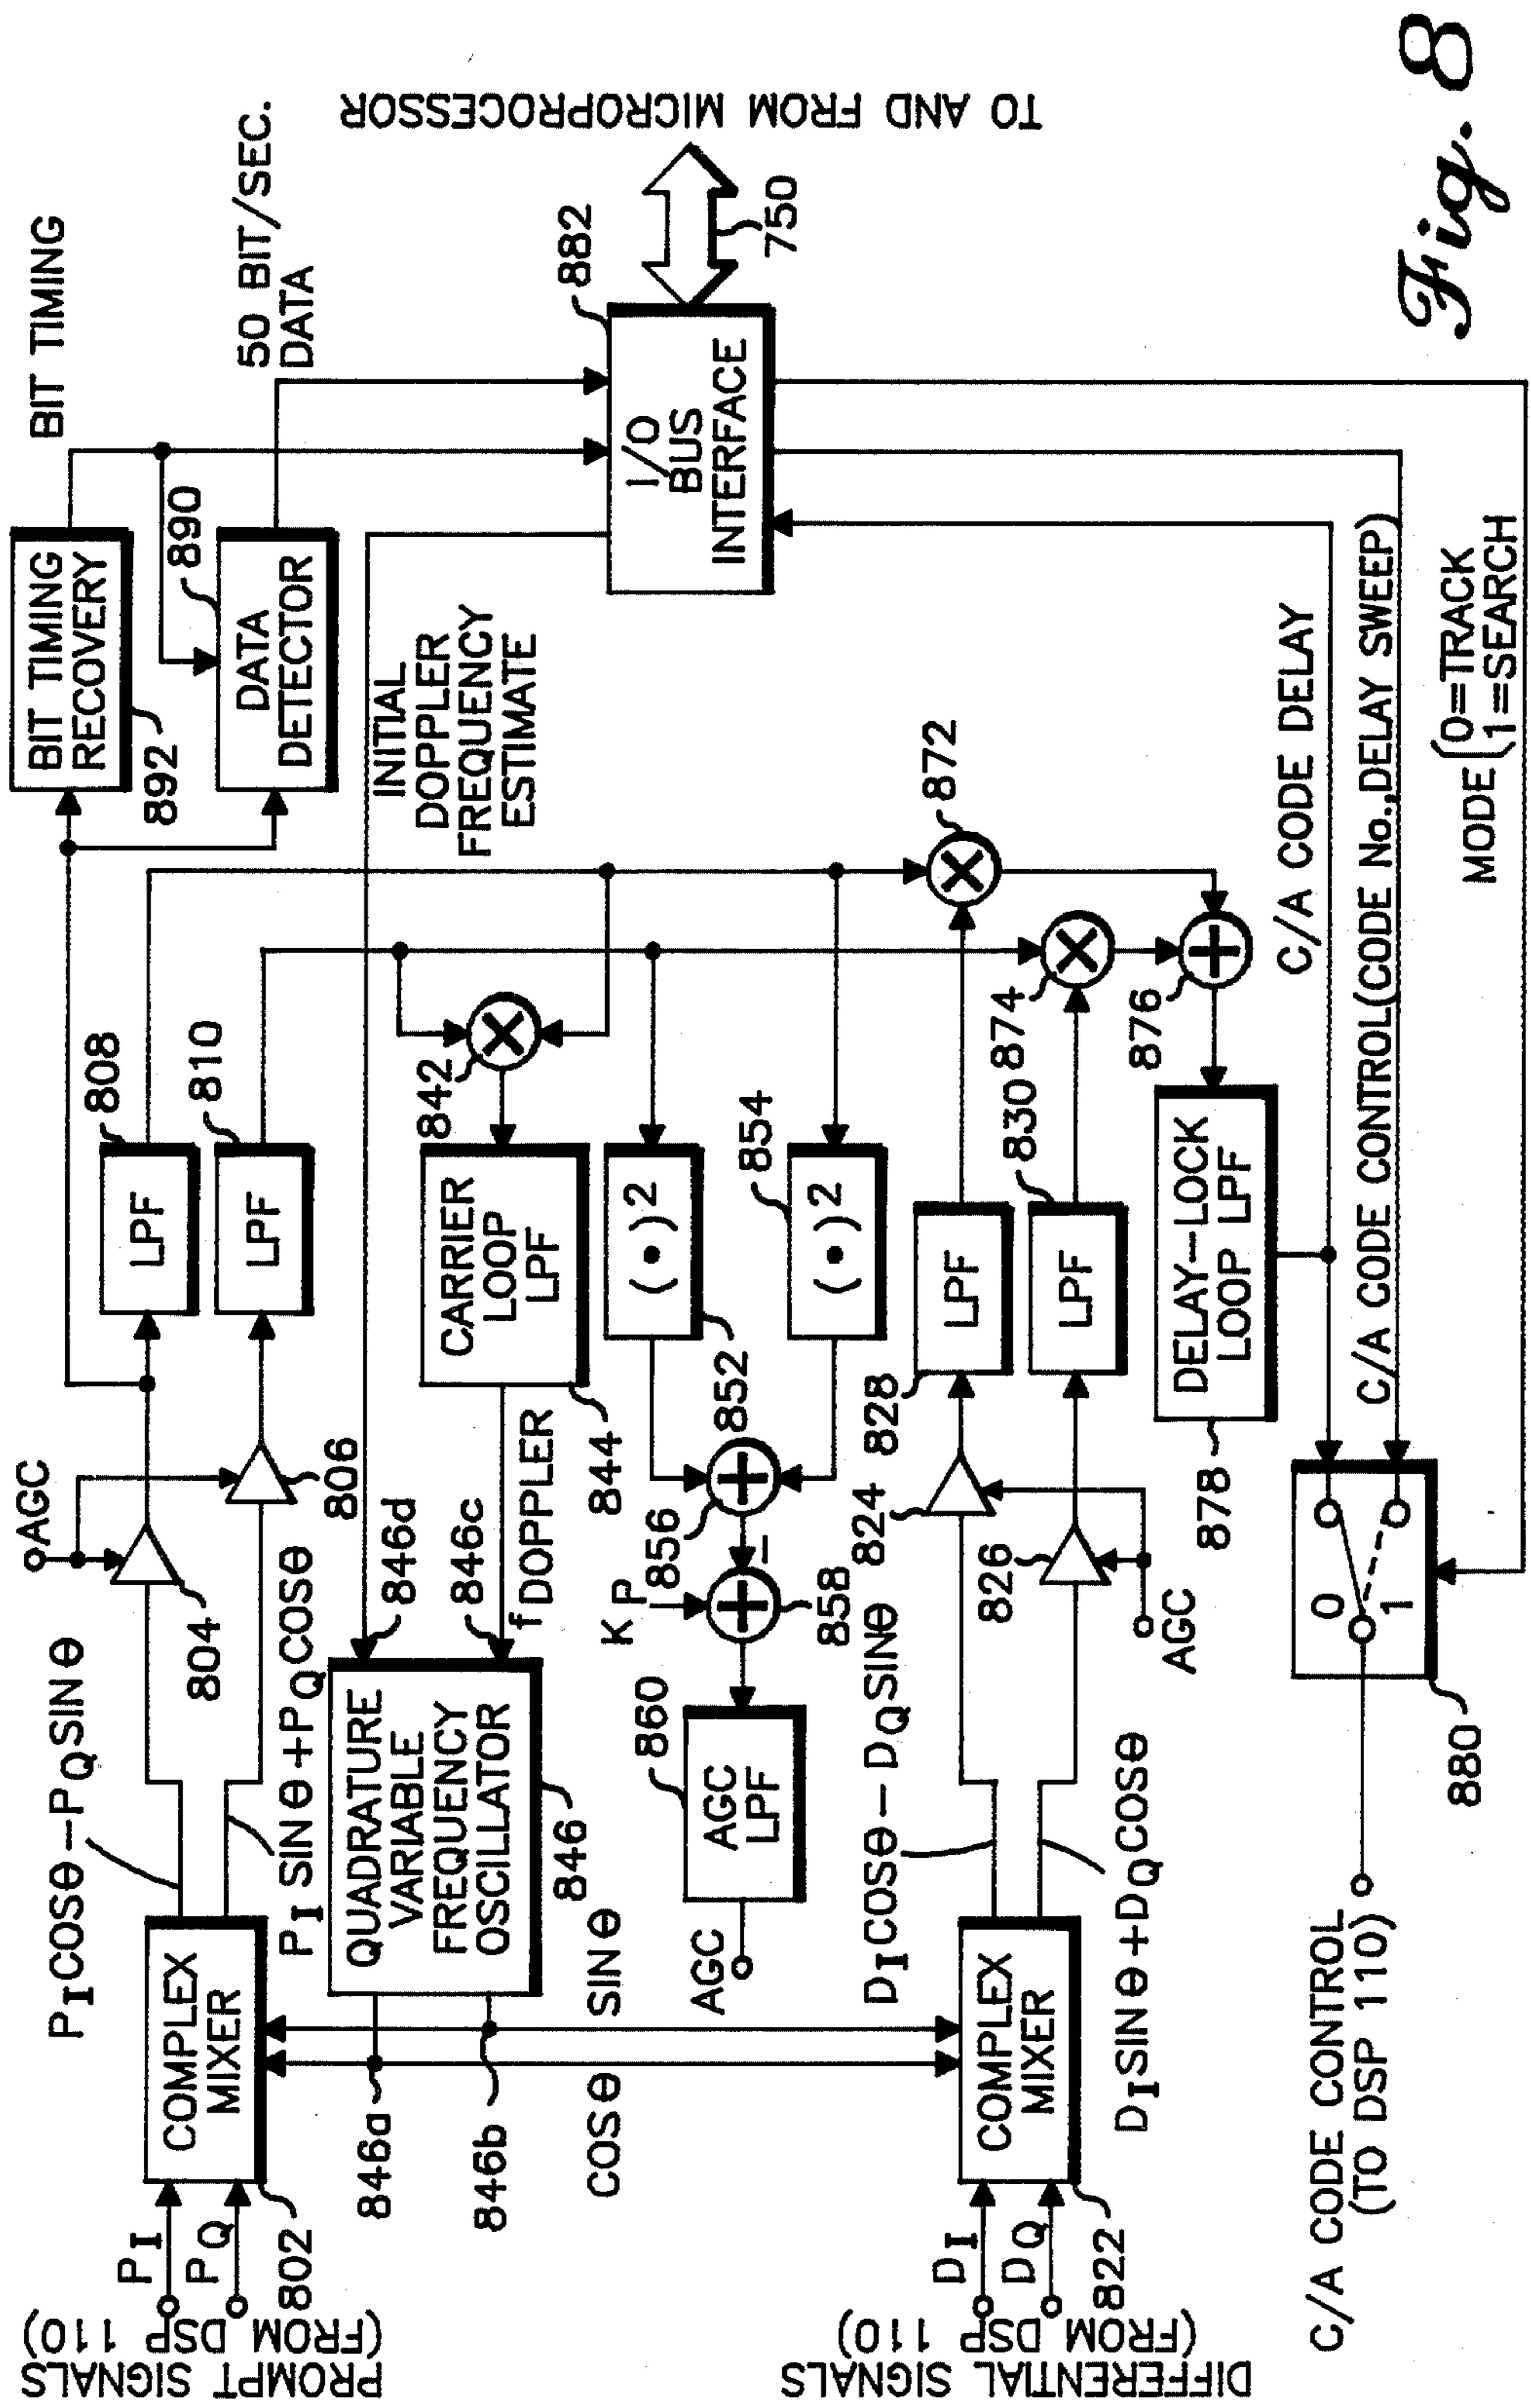 BIT TIMING
50 BIT/SEC.
DATA
TO AND FROM MICROPROCESSOR
BIT TIMING
RECOVERY
892
890
DATA
DETECTOR
808
LPF
810
LPF
AGC
804
806
P_I COSθ–P_Q SINθ
P_I SINθ+P_Q COSθ
COMPLEX
MIXER
802
P_I
P_Q
PROMPT SIGNALS
(FROM DSP 110)
INITIAL
DOPPLER
FREQUENCY
ESTIMATE
I/O
BUS
INTERFACE
882
750
842
CARRIER
LOOP
LPF
844
f DOPPLER
846d
846c
QUADRATURE
VARIABLE
FREQUENCY
OSCILLATOR
846
846a
846b
COSθ
SINθ
(•)²
852
(•)²
854
856
–
K P
858
860
AGC
LPF
AGC
872
874
876
LPF
828
830
LPF
824
826
AGC
D_I COSθ–D_Q SINθ
D_I SINθ+D_Q COSθ
COMPLEX
MIXER
822
D_I
D_Q
DIFFERENTIAL SIGNALS
(FROM DSP 110)
DELAY–LOCK
LOOP LPF
878
C/A CODE DELAY
C/A CODE CONTROL(CODE No.,DELAY SWEEP)
MODE {0=TRACK
1=SEARCH
0
1
880
C/A CODE CONTROL
(TO DSP 110)
Fig. 8